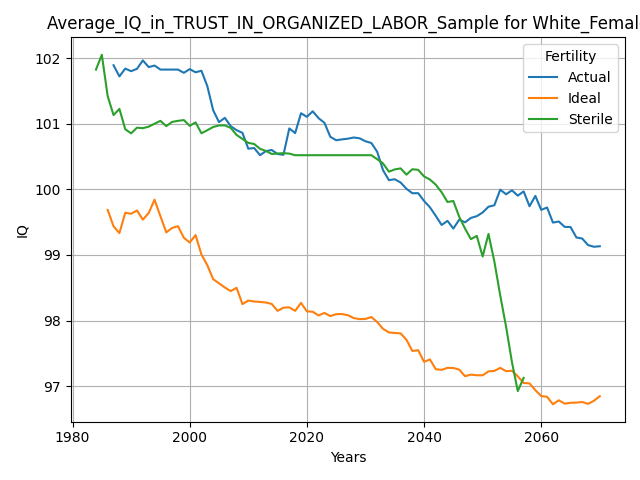 Average_IQ_in_TRUST_IN_ORGANIZED_LABOR_Sample for White_Femal
102
101
100
99
98
97
IQ
Fertility
Actual
Ideal
Sterile
1980
2000
2020
2040
2060
Years